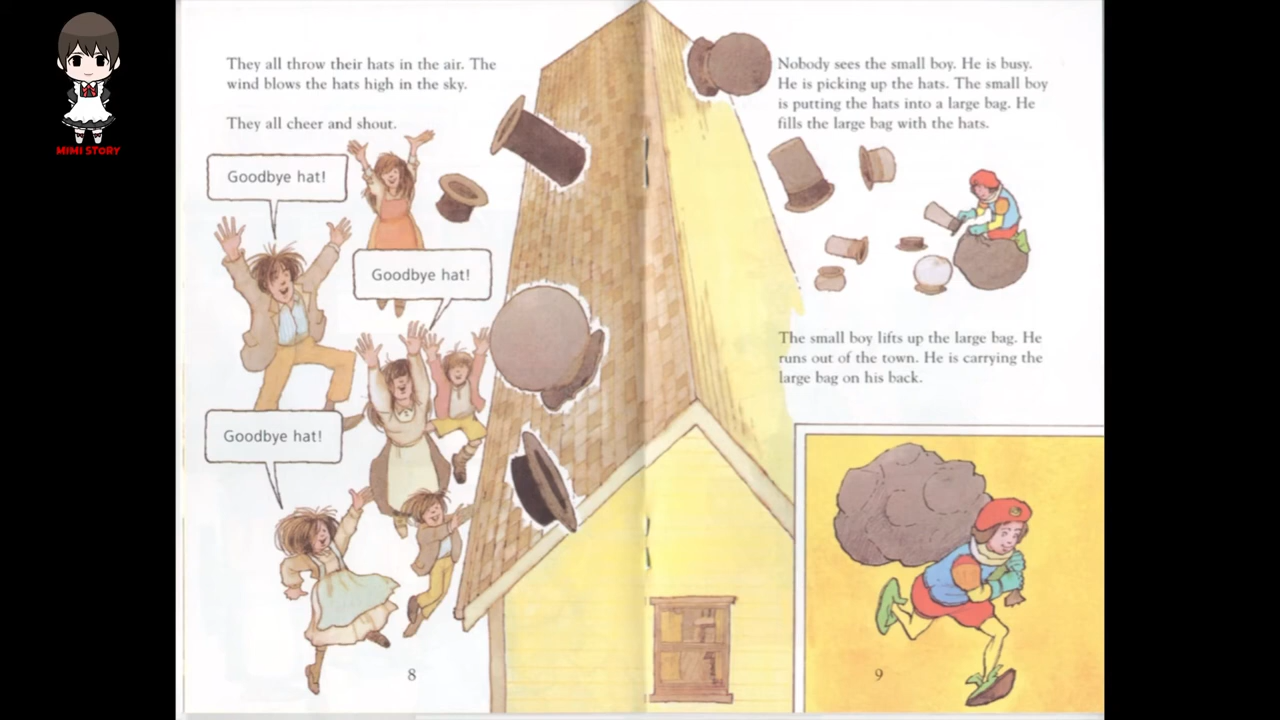 MIMI STORY
They all throw their hats in the air. The
wind blows the hats high in the sky.
They all cheer and shout.
Goodbye hat!
Goodbye hat!
Goodbye hat!
8
Nobody sees the small boy. He is busy.
He is picking up the hats. The small boy
is putting the hats into a large bag. He
fills the large bag with the hats.
The small boy lifts up the large bag. He
runs out of the town. He is carrying the
large bag on his back.
9